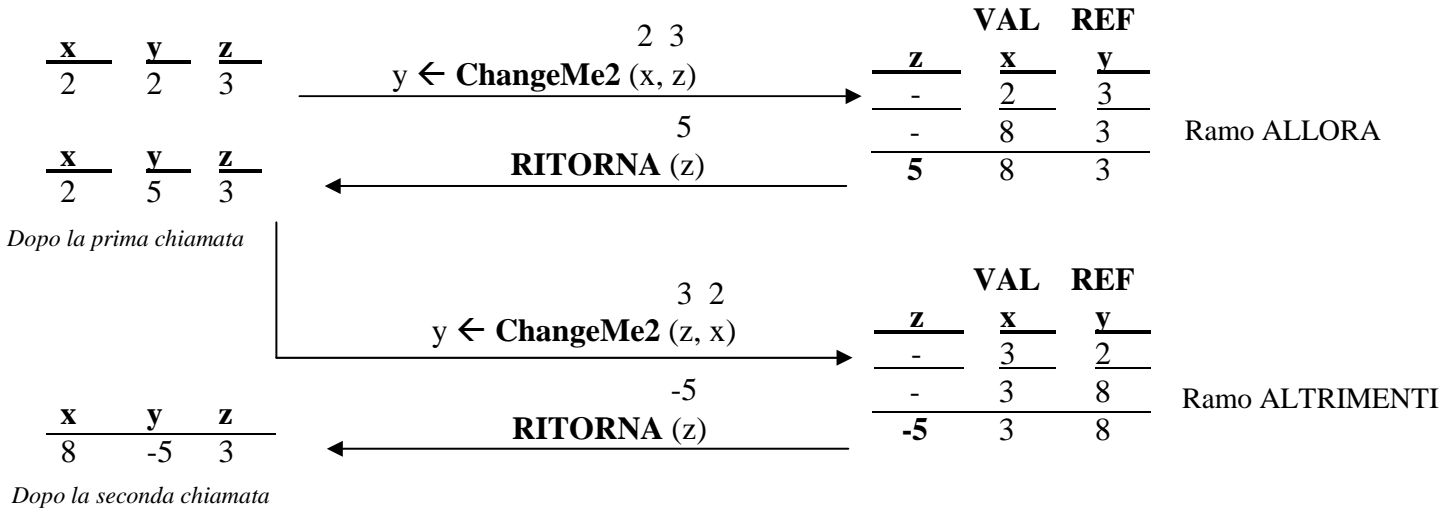 VAL REF
2 3
x y z
z x y
2 2 3
y ← ChangeMe2 (x, z)
- 2 3
5
- 8 3
Ramo ALLORA
x y z
RITORNA (z)
5 8 3
2 5 3
Dopo la prima chiamata
VAL REF
3 2
y ← ChangeMe2 (z, x)
z x y
- 3 2
-5
- 3 8
Ramo ALTRIMENTI
x y z
RITORNA (z)
-5 3 8
8 -5 3
Dopo la seconda chiamata